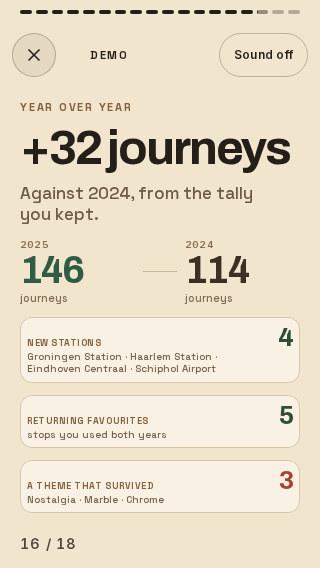 DEMO
Sound off
YEAR OVER YEAR
+32 journeys
Against 2024, from the tally
you kept.
2025
146
journeys
2024
114
journeys
NEW STATIONS
4
Groningen Station · Haarlem Station ·
Eindhoven Centraal · Schiphol Airport
RETURNING FAVOURITES
5
stops you used both years
A THEME THAT SURVIVED
3
Nostalgia · Marble · Chrome
16 / 18